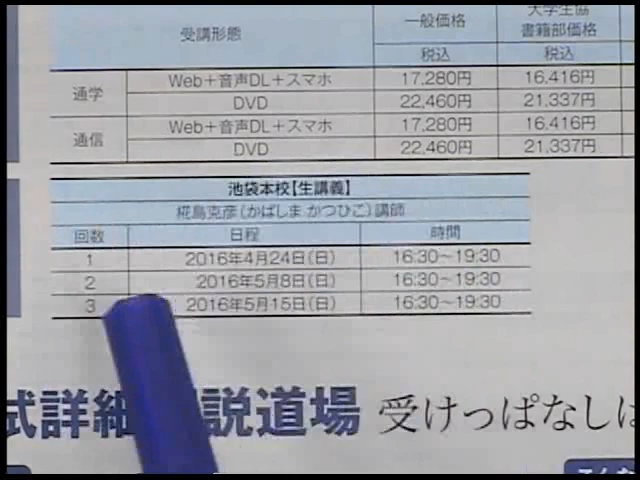 受講形態 一般価格 大学生協 書籍部価格
税込 税込
通学 Web+音声DL+スマホ 17,280円 16,416円
DVD 22,460円 21,337円
通信 Web+音声DL+スマホ 17,280円 16,416円
DVD 22,460円 21,337円
池袋本校【生講義】
椛島克彦(かばしま かつひこ)講師
回数 日程 時間
1 2016年4月24日(日) 16:30~19:30
2 2016年5月8日(日) 16:30~19:30
3 2016年5月15日(日) 16:30~19:30
式詳細 説道場 受けっぱなしは